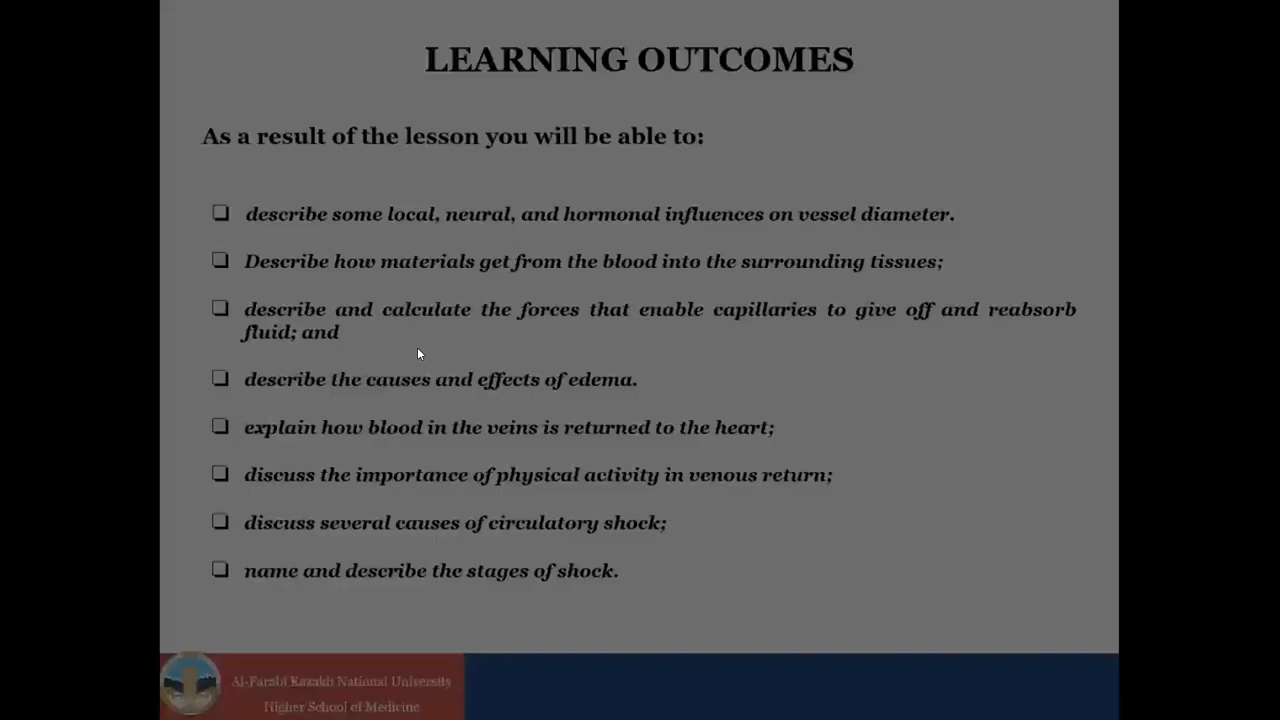 LEARNING OUTCOMES
As a result of the lesson you will be able to:
describe some local, neural, and hormonal influences on vessel diameter.
Describe how materials get from the blood into the surrounding tissues;
describe and calculate the forces that enable capillaries to give off and reabsorb
fluid; and
describe the causes and effects of edema.
explain how blood in the veins is returned to the heart;
discuss the importance of physical activity in venous return;
discuss several causes of circulatory shock;
name and describe the stages of shock.
Al-Farabi Kazakh National University
Higher School of Medicine